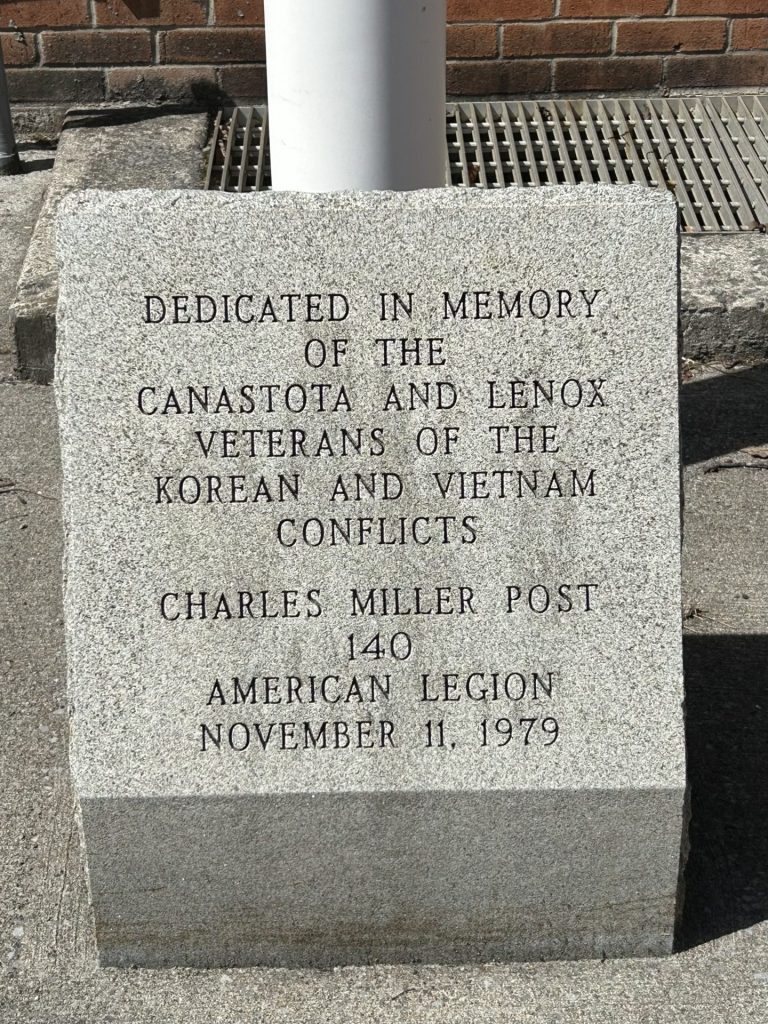 DEDICATED IN MEMORY
OF THE
CANASTOTA AND LENOX
VETERANS OF THE
KOREAN AND VIETNAM
CONFLICTS
CHARLES MILLER POST
140
AMERICAN LEGION
NOVEMBER 11, 1979